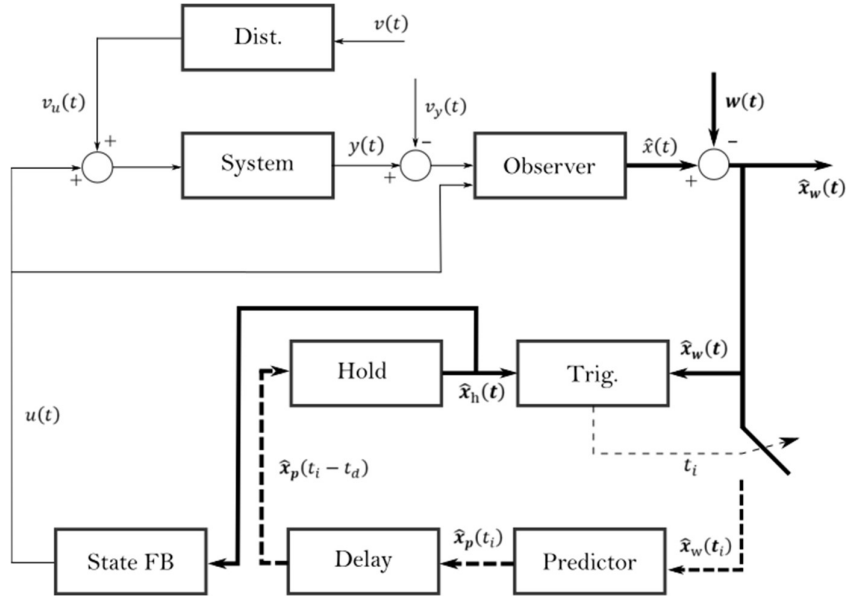 Dist.
v(t)
v_u(t)
v_y(t)
w(t)
+
−
−
System
y(t)
Observer
x̂(t)
+
+
+
x̂_w(t)
Hold
x̂_h(t)
Trig.
x̂_w(t)
u(t)
x̂_p(t_i − t_d)
t_i
State FB
Delay
x̂_p(t_i)
Predictor
x̂_w(t_i)